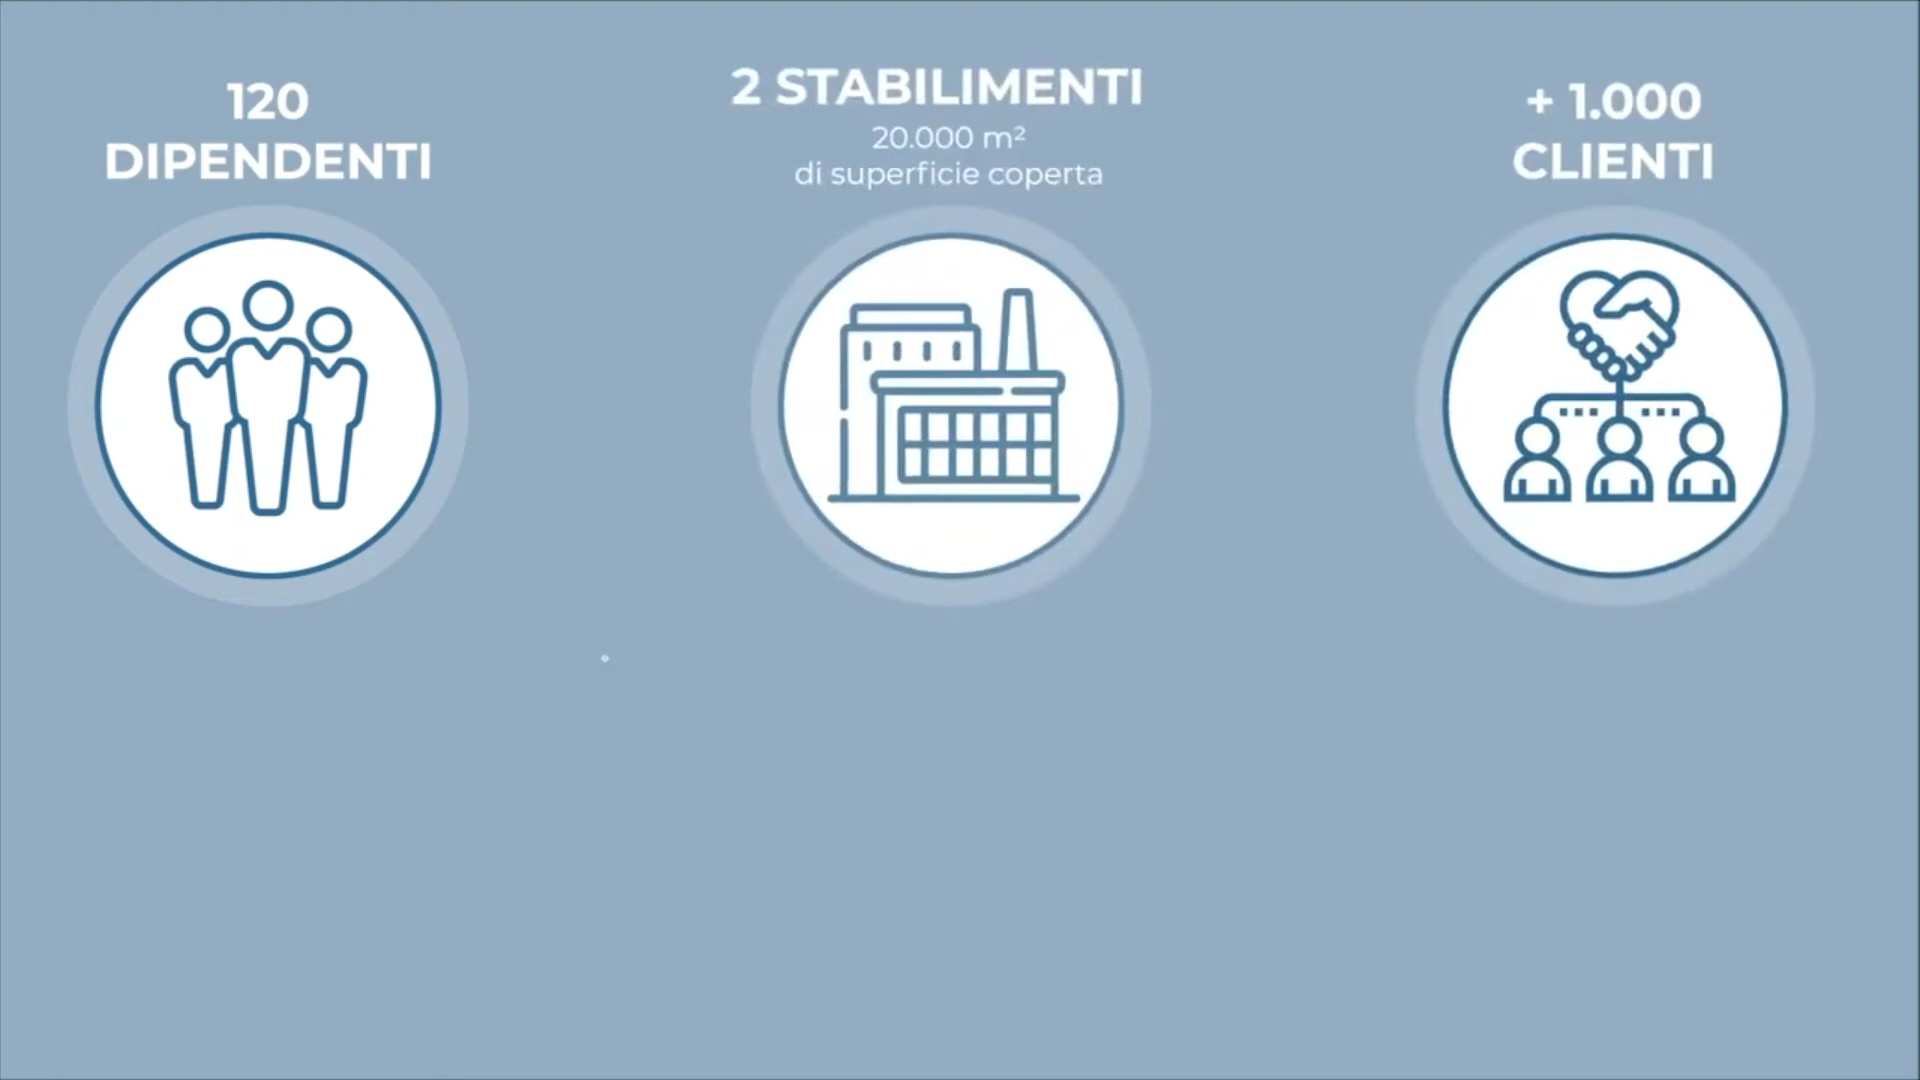 120
DIPENDENTI
2 STABILIMENTI
20.000 m²
di superficie coperta
+ 1.000
CLIENTI